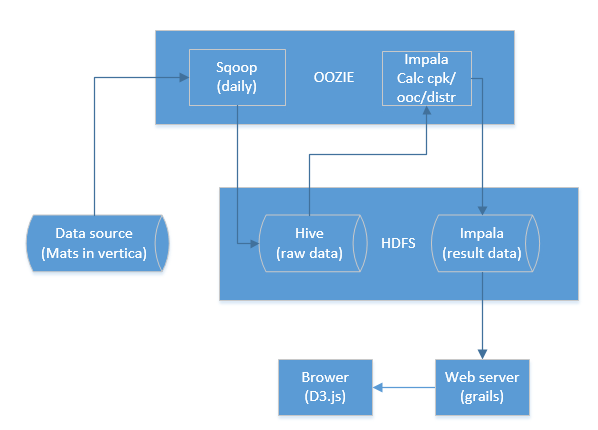 Sqoop
(daily)
OOZIE
Impala
Calc cpk/
ooc/distr
Data source
(Mats in vertica)
Hive
(raw data)
HDFS
Impala
(result data)
Brower
(D3.js)
Web server
(grails)